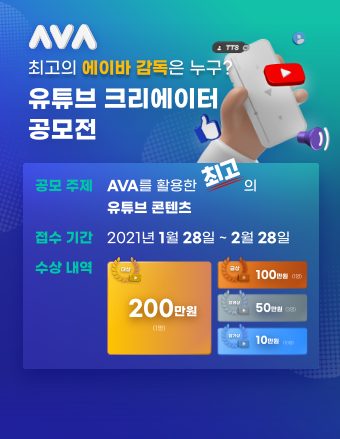 AVA
TTS
최고의 에이바 감독은 누구?
유튜브 크리에이터
공모전
공모 주제
AVA를 활용한 최고의
유튜브 콘텐츠
접수 기간
2021년 1월 28일 ~ 2월 28일
수상 내역
대상
200만원
(1명)
금상
100만원
50만원
10만원